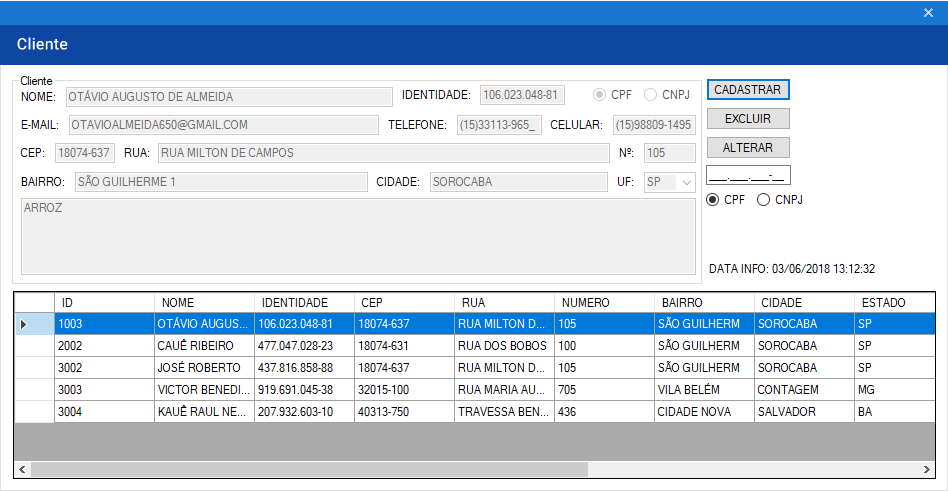 Cliente
Cliente
NOME: OTÁVIO AUGUSTO DE ALMEIDA IDENTIDADE: 106.023.048-81 CPF CNPJ CADASTRAR
E-MAIL: OTAVIOALMEIDA650@GMAIL.COM TELEFONE: (15)33113-965_ CELULAR: (15)98809-1495 EXCLUIR
CEP: 18074-637 RUA: RUA MILTON DE CAMPOS Nº: 105 ALTERAR
BAIRRO: SÃO GUILHERME 1 CIDADE: SOROCABA UF: SP ___.___.___-__
ARROZ CPF CNPJ
DATA INFO: 03/06/2018 13:12:32
ID NOME IDENTIDADE CEP RUA NUMERO BAIRRO CIDADE ESTADO
1003 OTÁVIO AUGUS... 106.023.048-81 18074-637 RUA MILTON D... 105 SÃO GUILHERM SOROCABA SP
2002 CAUÊ RIBEIRO 477.047.028-23 18074-631 RUA DOS BOBOS 100 SÃO GUILHERM SOROCABA SP
3002 JOSÉ ROBERTO 437.816.858-88 18074-637 RUA MILTON D... 105 SÃO GUILHERM SOROCABA SP
3003 VICTOR BENEDI... 919.691.045-38 32015-100 RUA MARIA AU... 705 VILA BELÉM CONTAGEM MG
3004 KAUÊ RAUL NE... 207.932.603-10 40313-750 TRAVESSA BEN... 436 CIDADE NOVA SALVADOR BA